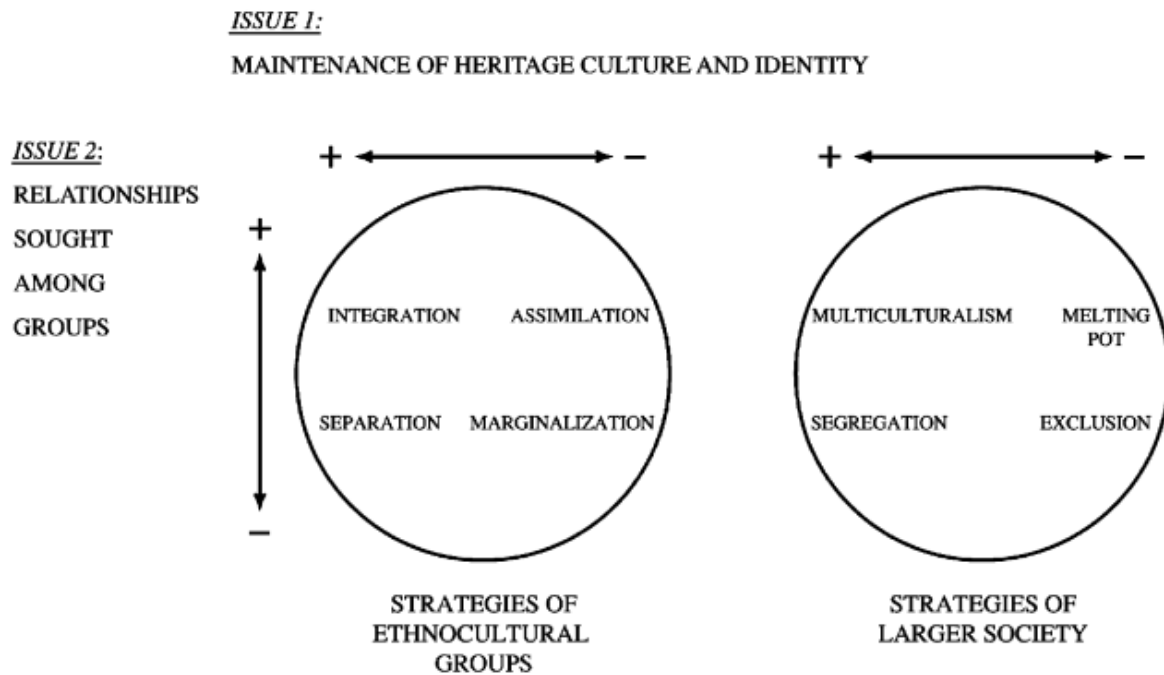 ISSUE 1:
MAINTENANCE OF HERITAGE CULTURE AND IDENTITY
ISSUE 2:
RELATIONSHIPS
SOUGHT
AMONG
GROUPS
+ −
+ −
+
−
INTEGRATION ASSIMILATION
SEPARATION MARGINALIZATION
MULTICULTURALISM MELTING
POT
SEGREGATION EXCLUSION
STRATEGIES OF
ETHNOCULTURAL
GROUPS
STRATEGIES OF
LARGER SOCIETY